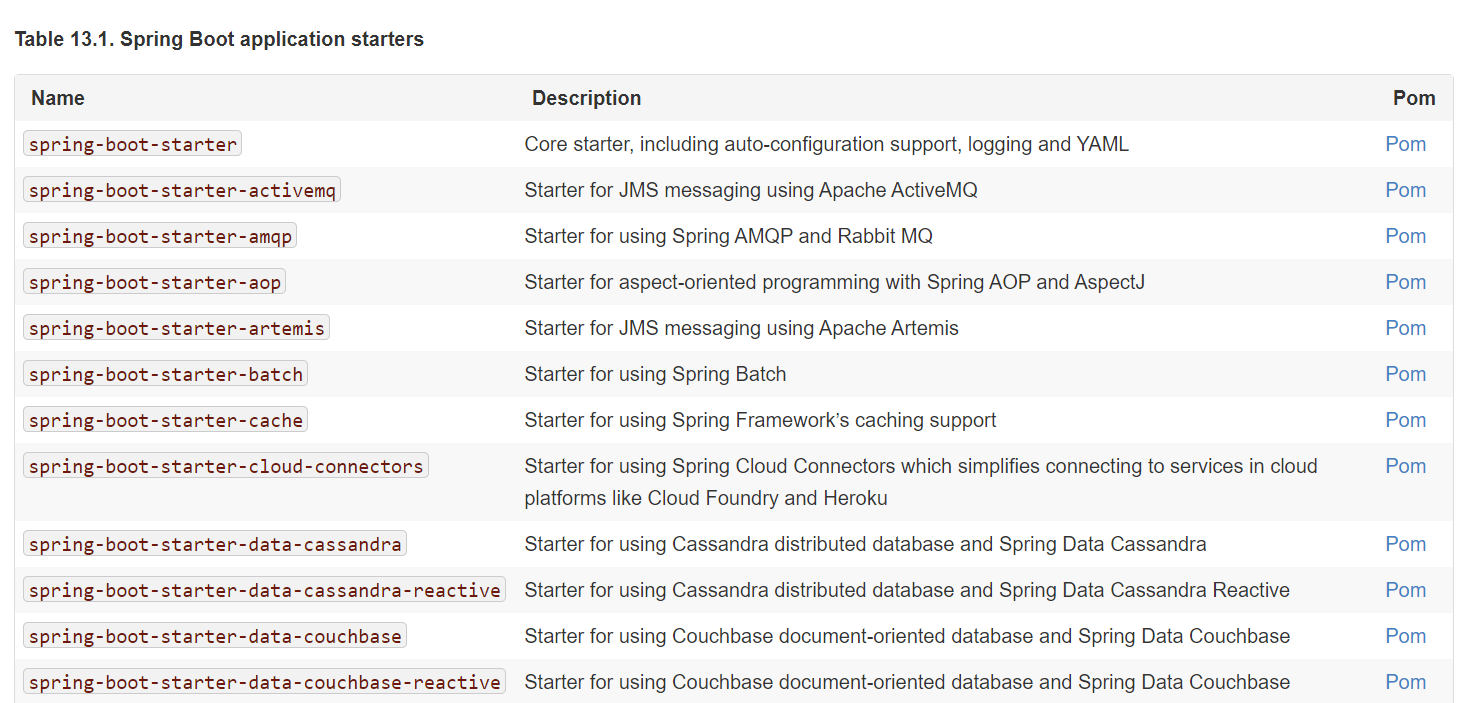 Table 13.1. Spring Boot application starters
Name Description Pom
spring-boot-starter Core starter, including auto-configuration support, logging and YAML Pom
spring-boot-starter-activemq Starter for JMS messaging using Apache ActiveMQ Pom
spring-boot-starter-amqp Starter for using Spring AMQP and Rabbit MQ Pom
spring-boot-starter-aop Starter for aspect-oriented programming with Spring AOP and AspectJ Pom
spring-boot-starter-artemis Starter for JMS messaging using Apache Artemis Pom
spring-boot-starter-batch Starter for using Spring Batch Pom
spring-boot-starter-cache Starter for using Spring Framework’s caching support Pom
spring-boot-starter-cloud-connectors Starter for using Spring Cloud Connectors which simplifies connecting to services in cloud Pom
platforms like Cloud Foundry and Heroku
spring-boot-starter-data-cassandra Starter for using Cassandra distributed database and Spring Data Cassandra Pom
spring-boot-starter-data-cassandra-reactive Starter for using Cassandra distributed database and Spring Data Cassandra Reactive Pom
spring-boot-starter-data-couchbase Starter for using Couchbase document-oriented database and Spring Data Couchbase Pom
spring-boot-starter-data-couchbase-reactive Starter for using Couchbase document-oriented database and Spring Data Couchbase Pom